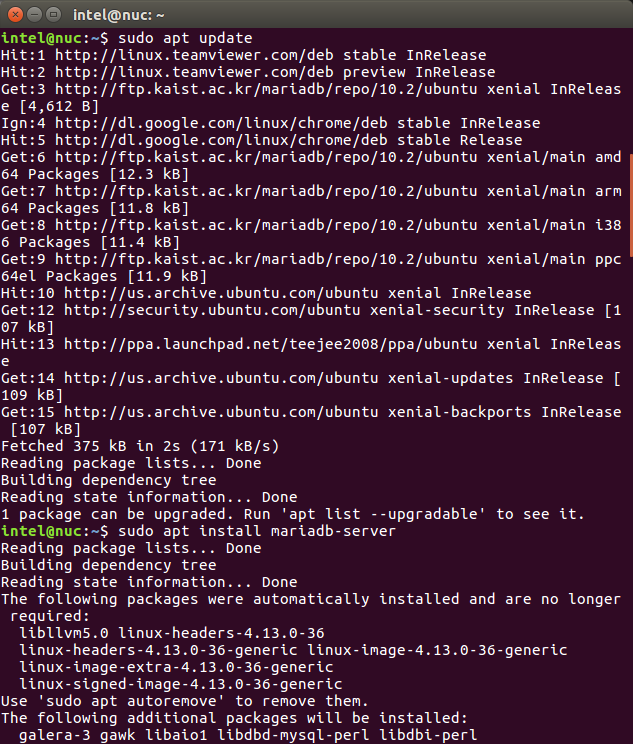 intel@nuc: ~
intel@nuc:~$ sudo apt update
Hit:1 http://linux.teamviewer.com/deb stable InRelease
Hit:2 http://linux.teamviewer.com/deb preview InRelease
Get:3 http://ftp.kaist.ac.kr/mariadb/repo/10.2/ubuntu xenial InReleas
e [4,612 B]
Ign:4 http://dl.google.com/linux/chrome/deb stable InRelease
Hit:5 http://dl.google.com/linux/chrome/deb stable Release
Get:6 http://ftp.kaist.ac.kr/mariadb/repo/10.2/ubuntu xenial/main amd
64 Packages [12.3 kB]
Get:7 http://ftp.kaist.ac.kr/mariadb/repo/10.2/ubuntu xenial/main arm
64 Packages [11.8 kB]
Get:8 http://ftp.kaist.ac.kr/mariadb/repo/10.2/ubuntu xenial/main i38
6 Packages [11.4 kB]
Get:9 http://ftp.kaist.ac.kr/mariadb/repo/10.2/ubuntu xenial/main ppc
64el Packages [11.9 kB]
Hit:10 http://us.archive.ubuntu.com/ubuntu xenial InRelease
Get:12 http://security.ubuntu.com/ubuntu xenial-security InRelease [1
07 kB]
Hit:13 http://ppa.launchpad.net/teejee2008/ppa/ubuntu xenial InReleas
e
Get:14 http://us.archive.ubuntu.com/ubuntu xenial-updates InRelease [
109 kB]
Get:15 http://us.archive.ubuntu.com/ubuntu xenial-backports InRelease
 [107 kB]
Fetched 375 kB in 2s (171 kB/s)
Reading package lists... Done
Building dependency tree
Reading state information... Done
1 package can be upgraded. Run 'apt list --upgradable' to see it.
intel@nuc:~$ sudo apt install mariadb-server
Reading package lists... Done
Building dependency tree
Reading state information... Done
The following packages were automatically installed and are no longer
 required:
  libllvm5.0 linux-headers-4.13.0-36
  linux-headers-4.13.0-36-generic linux-image-4.13.0-36-generic
  linux-image-extra-4.13.0-36-generic
  linux-signed-image-4.13.0-36-generic
Use 'sudo apt autoremove' to remove them.
The following additional packages will be installed:
  galera-3 gawk libaio1 libdbd-mysql-perl libdbi-perl